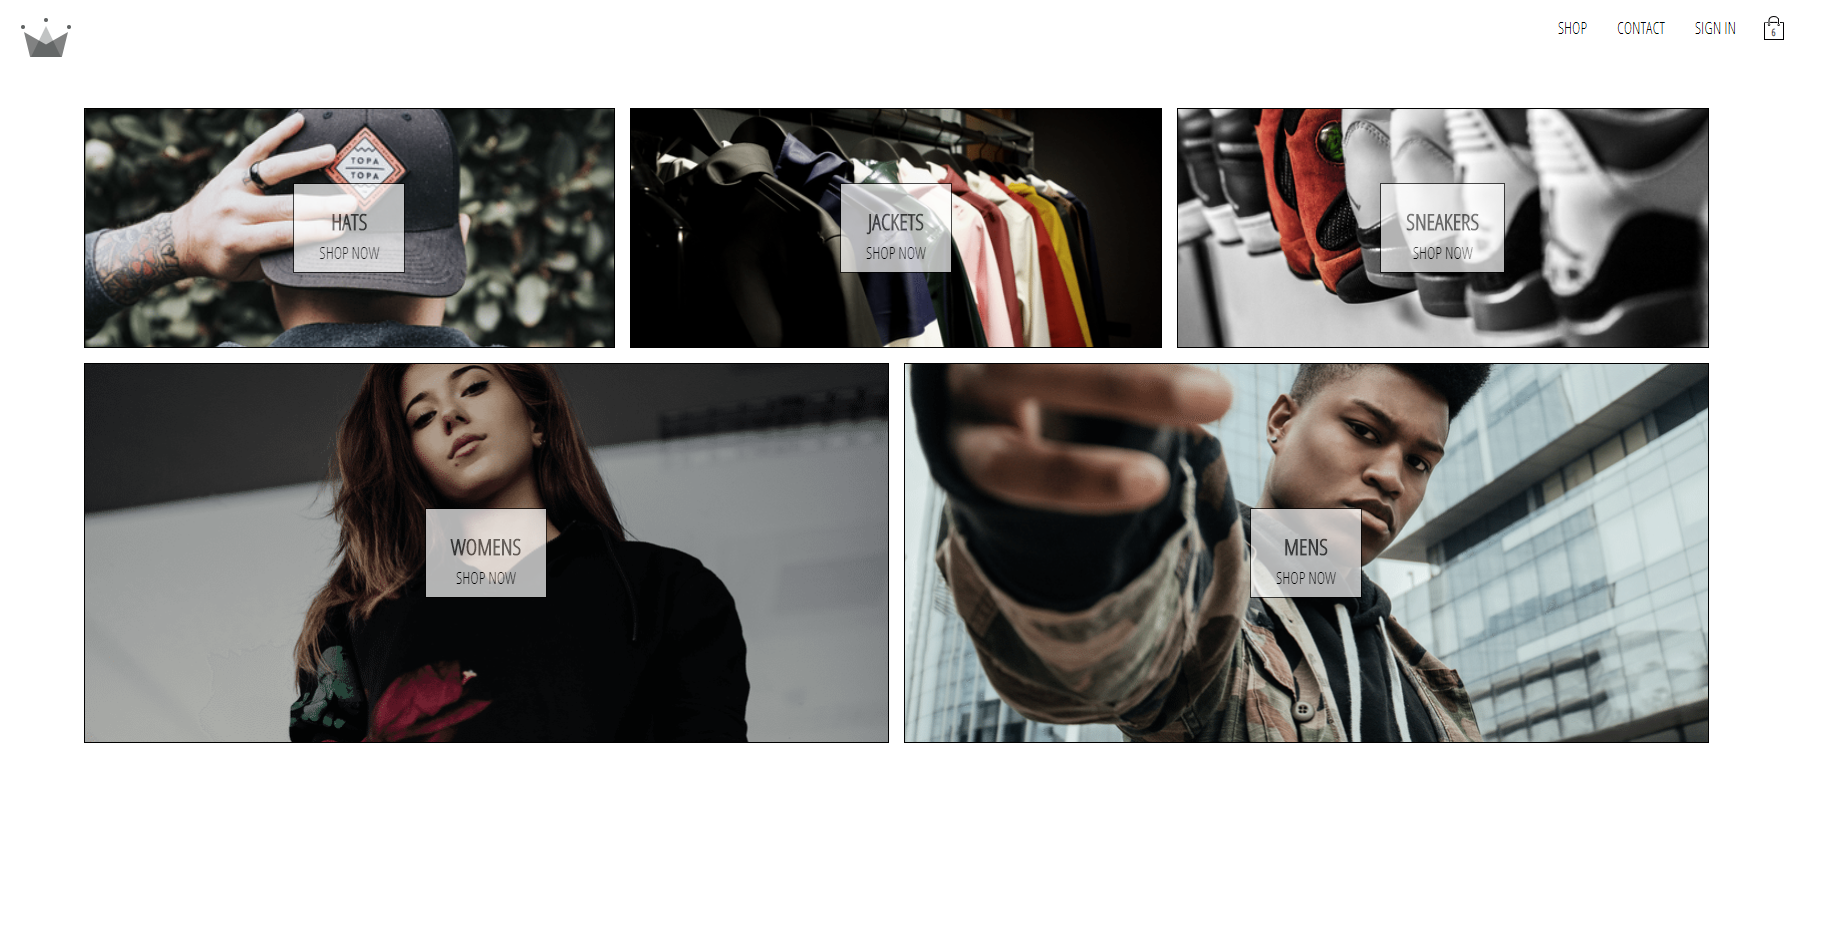 SHOP
CONTACT
SIGN IN
6
TOPA
TOPA
HATS
SHOP NOW
JACKETS
SHOP NOW
SNEAKERS
SHOP NOW
WOMENS
SHOP NOW
MENS
SHOP NOW